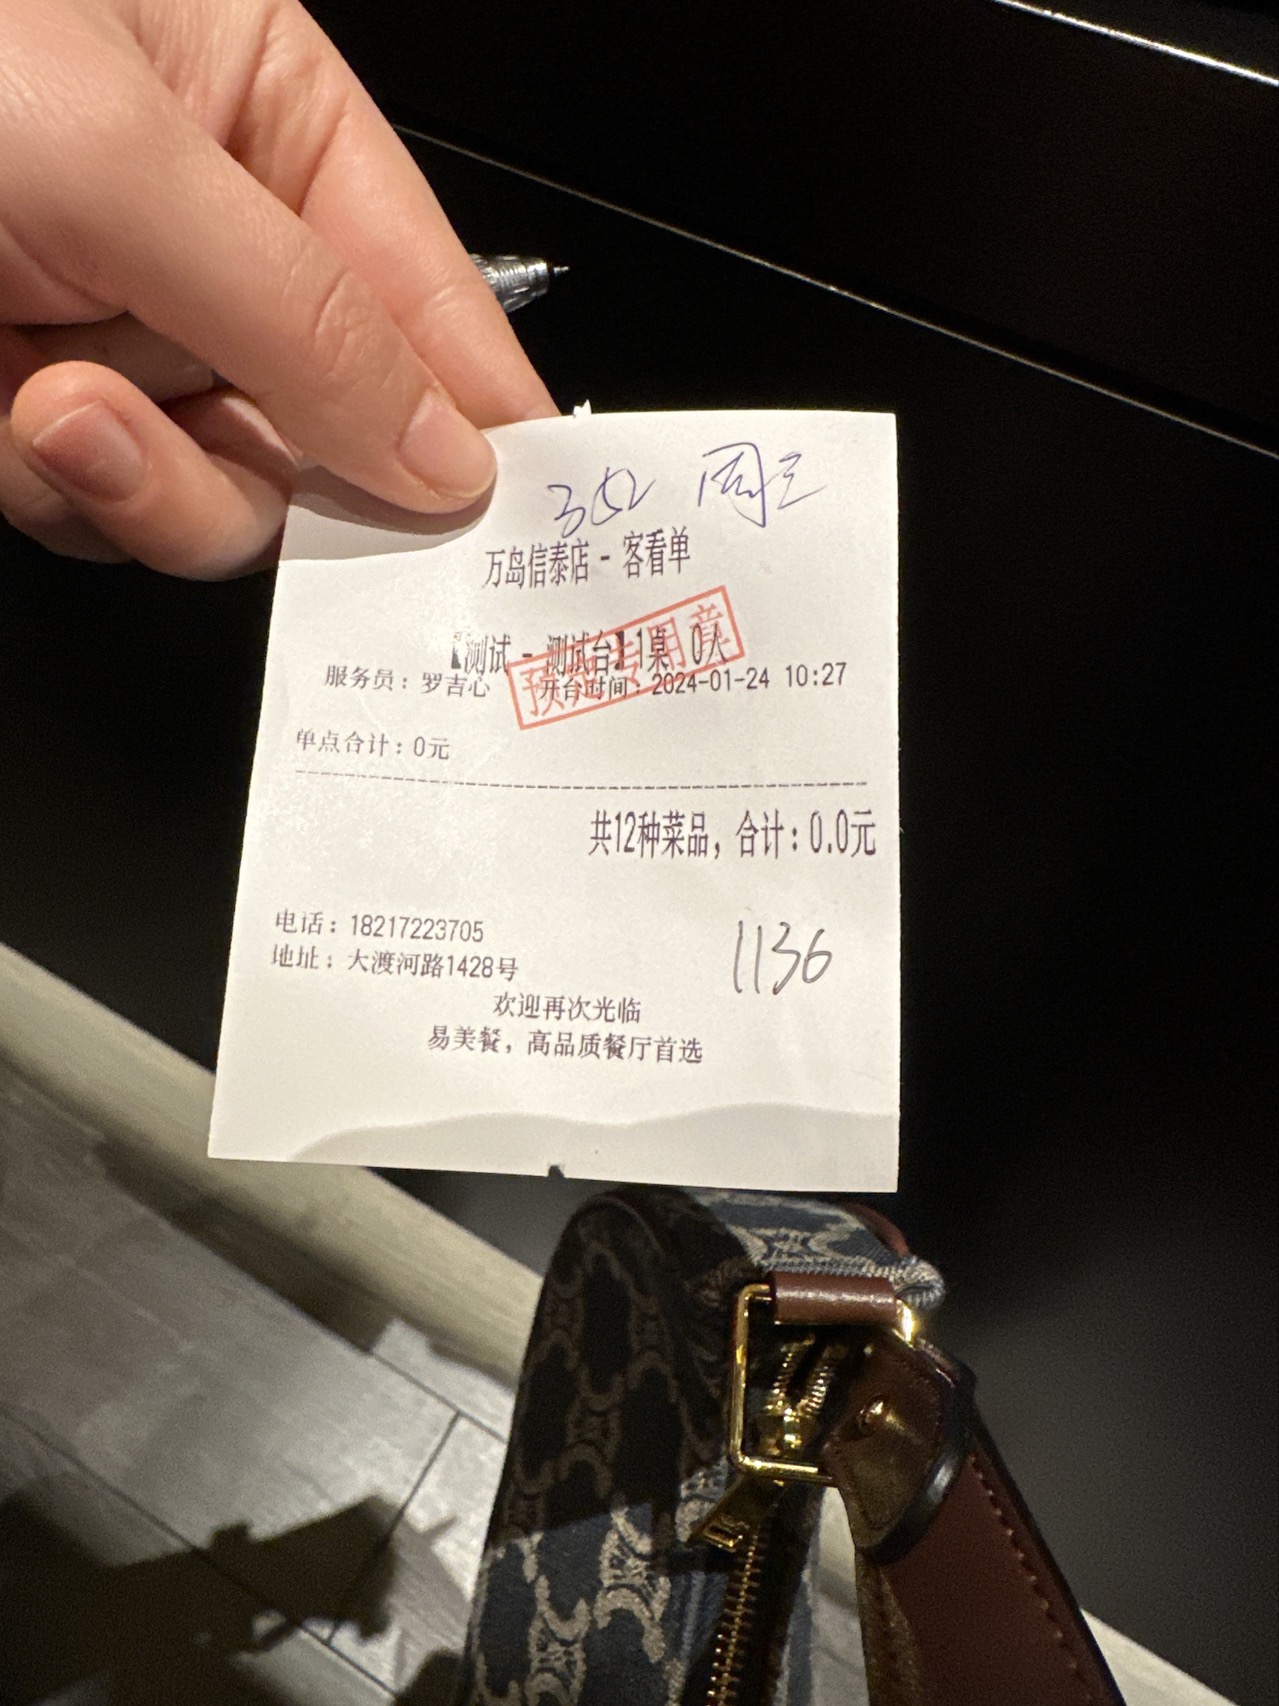 周三
万岛信泰店 - 客看单
【测试 - 测试台】1桌 0人
服务员：罗吉心 开台时间：2024-01-24 10:27
单点合计：0元
共12种菜品，合计：0.0元
电话：18217223705
1136
地址：大渡河路1428号
欢迎再次光临
易美餐，高品质餐厅首选